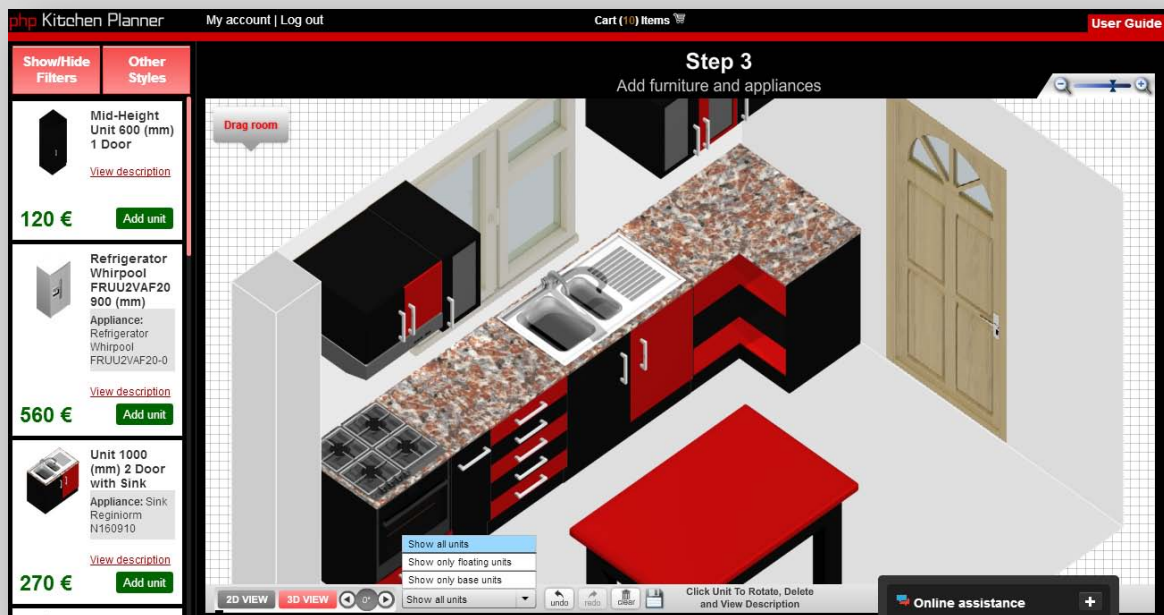 php Kitchen Planner
My account | Log out
Cart (10) Items
User Guide
Show/Hide
Filters
Other
Styles
Step 3
Add furniture and appliances
Drag room
Mid-Height
Unit 600 (mm)
1 Door
View description
120 €
Add unit
Refrigerator
Whirpool
FRUU2VAF20
900 (mm)
Appliance:
Refrigerator
Whirpool
FRUU2VAF20-0
View description
560 €
Add unit
Unit 1000
(mm) 2 Door
with Sink
Appliance: Sink
Reginiorm
N160910
View description
270 €
Add unit
Show all units
Show only floating units
Show only base units
2D VIEW
3D VIEW
0°
Show all units
undo
redo
clear
Click Unit To Rotate, Delete
and View Description
Online assistance